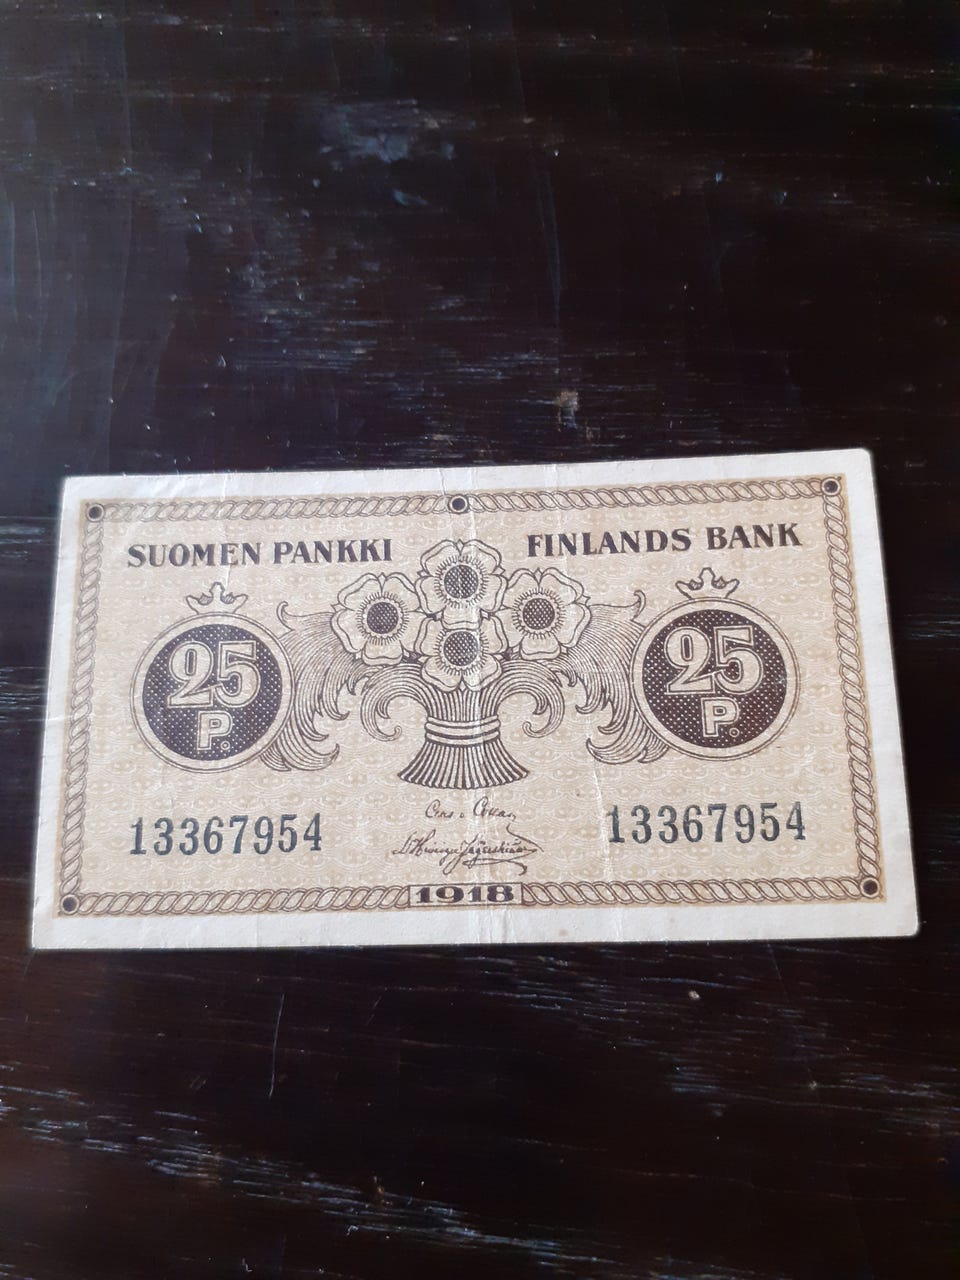 SUOMEN PANKKI FINLANDS BANK
25 25
P. P.
13367954 13367954
1918